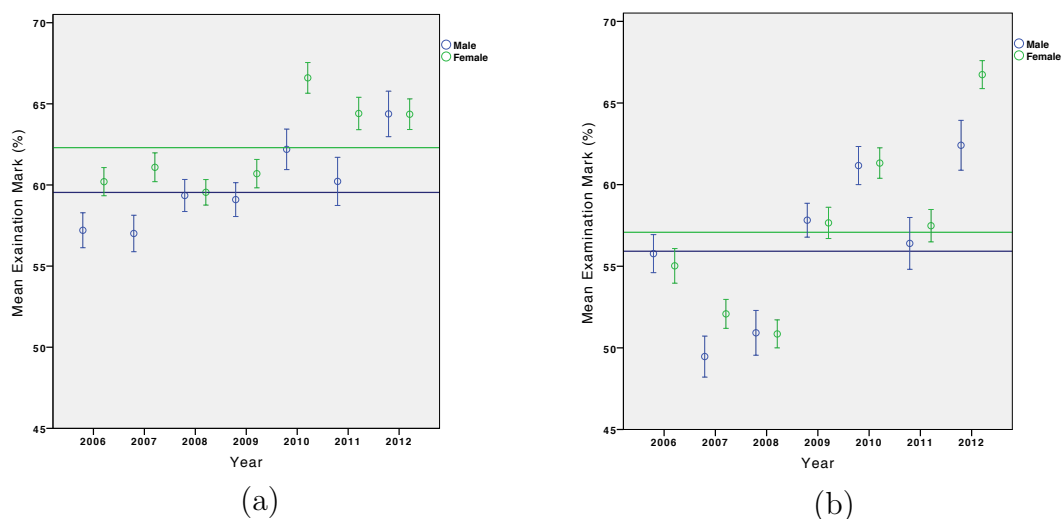 70
65
60
55
50
45
Mean Exaination Mark (%)
2006 2007 2008 2009 2010 2011 2012
Year
Male
Female
(a)
70
65
60
55
50
45
Mean Examination Mark (%)
2006 2007 2008 2009 2010 2011 2012
Year
Male
Female
(b)